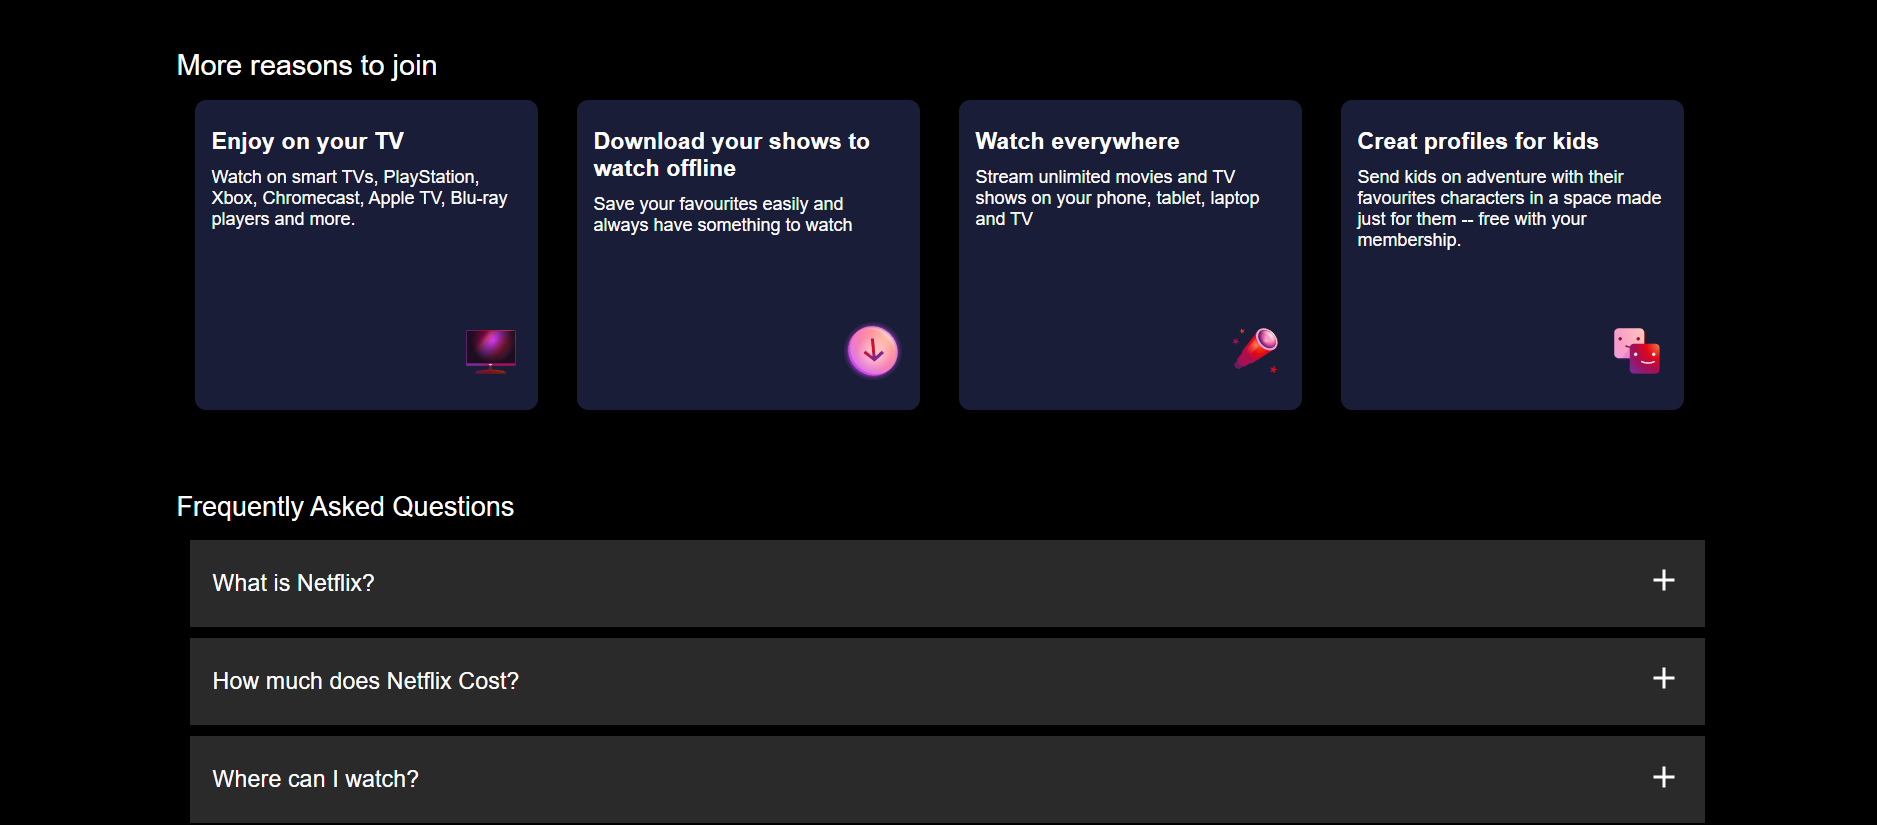 More reasons to join
Enjoy on your TV
Watch on smart TVs, PlayStation,
Xbox, Chromecast, Apple TV, Blu-ray
players and more.
Download your shows to
watch offline
Save your favourites easily and
always have something to watch
Watch everywhere
Stream unlimited movies and TV
shows on your phone, tablet, laptop
and TV
Creat profiles for kids
Send kids on adventure with their
favourites characters in a space made
just for them -- free with your
membership.
Frequently Asked Questions
What is Netflix?
How much does Netflix Cost?
Where can I watch?